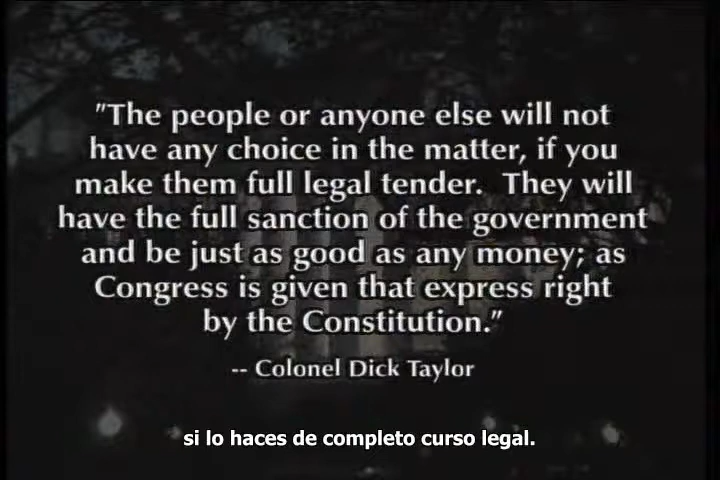 "The people or anyone else will not
have any choice in the matter, if you
make them full legal tender. They will
have the full sanction of the government
and be just as good as any money; as
Congress is given that express right
by the Constitution."
-- Colonel Dick Taylor
si lo haces de completo curso legal.